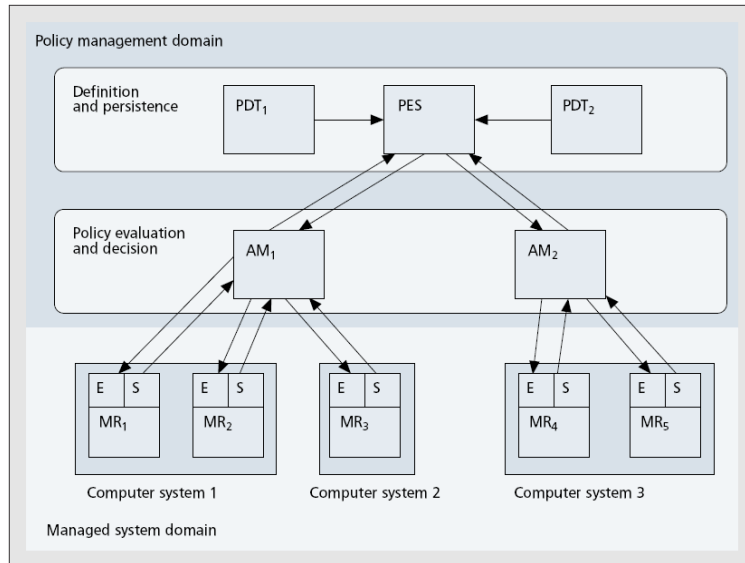 Policy management domain
Definition
and persistence
PDT₁
PES
PDT₂
Policy evaluation
and decision
AM₁
AM₂
E S E S E S E S E S
MR₁ MR₂ MR₃ MR₄ MR₅
Computer system 1 Computer system 2 Computer system 3
Managed system domain